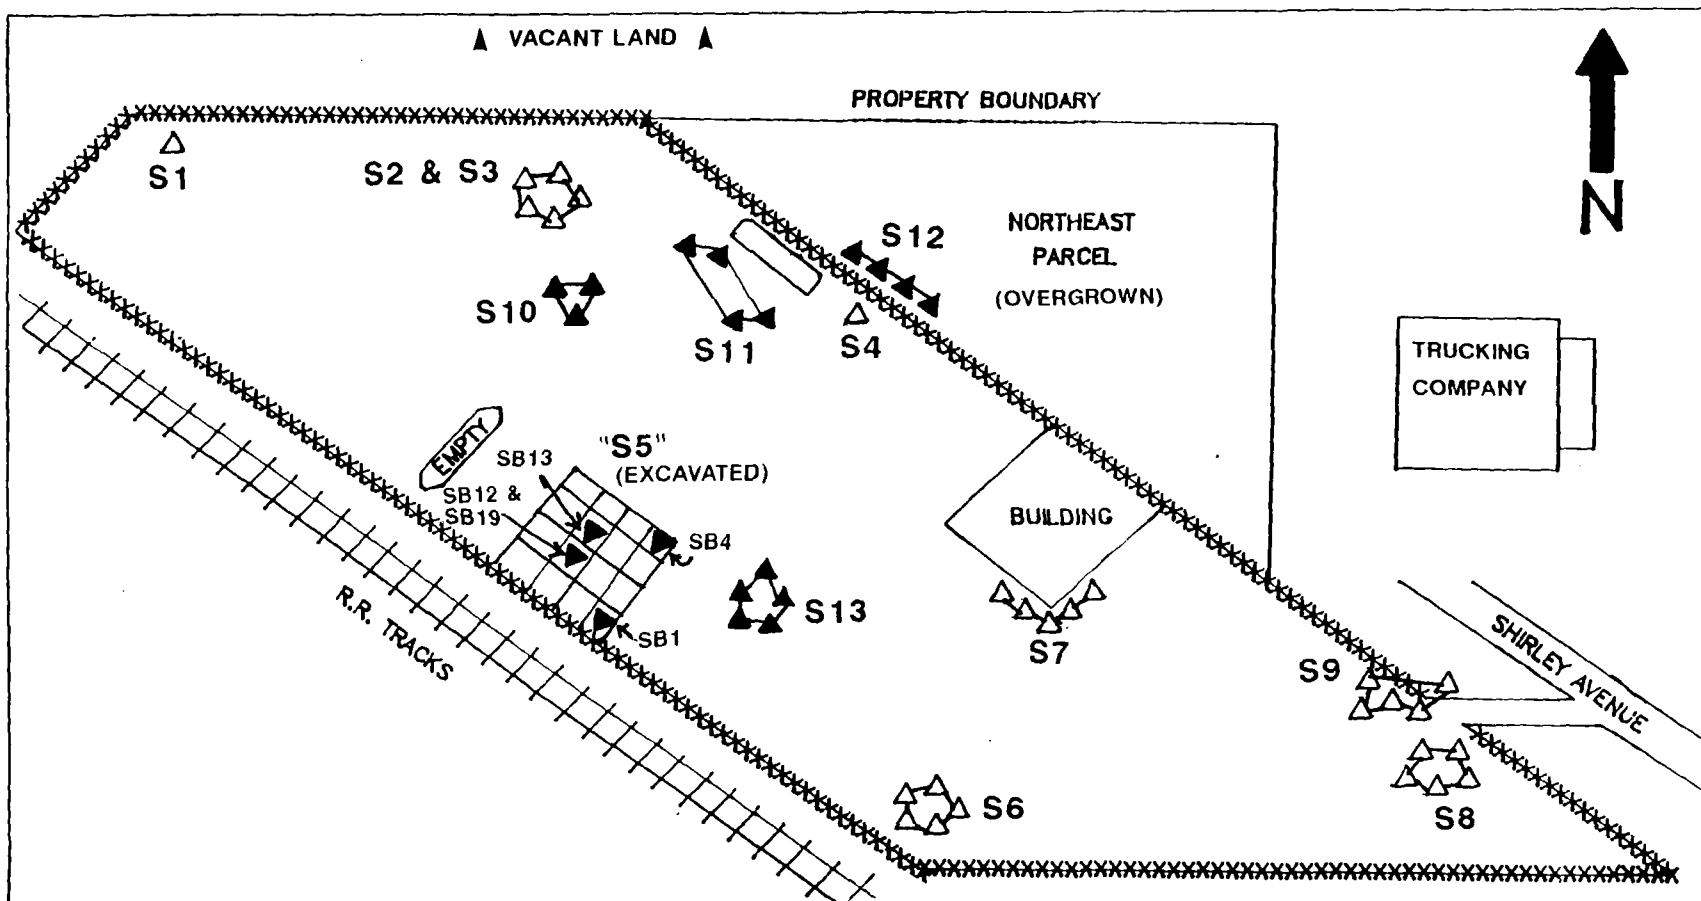 VACANT LAND
PROPERTY BOUNDARY
N
S1
S2 & S3
S12
NORTHEAST
PARCEL
(OVERGROWN)
S10
S11
S4
TRUCKING
COMPANY
EMPTY
"S5"
(EXCAVATED)
SB13
SB12 &
SB19
SB4
BUILDING
S13
SB1
R.R. TRACKS
S7
S9
SHIRLEY AVENUE
S6
S8